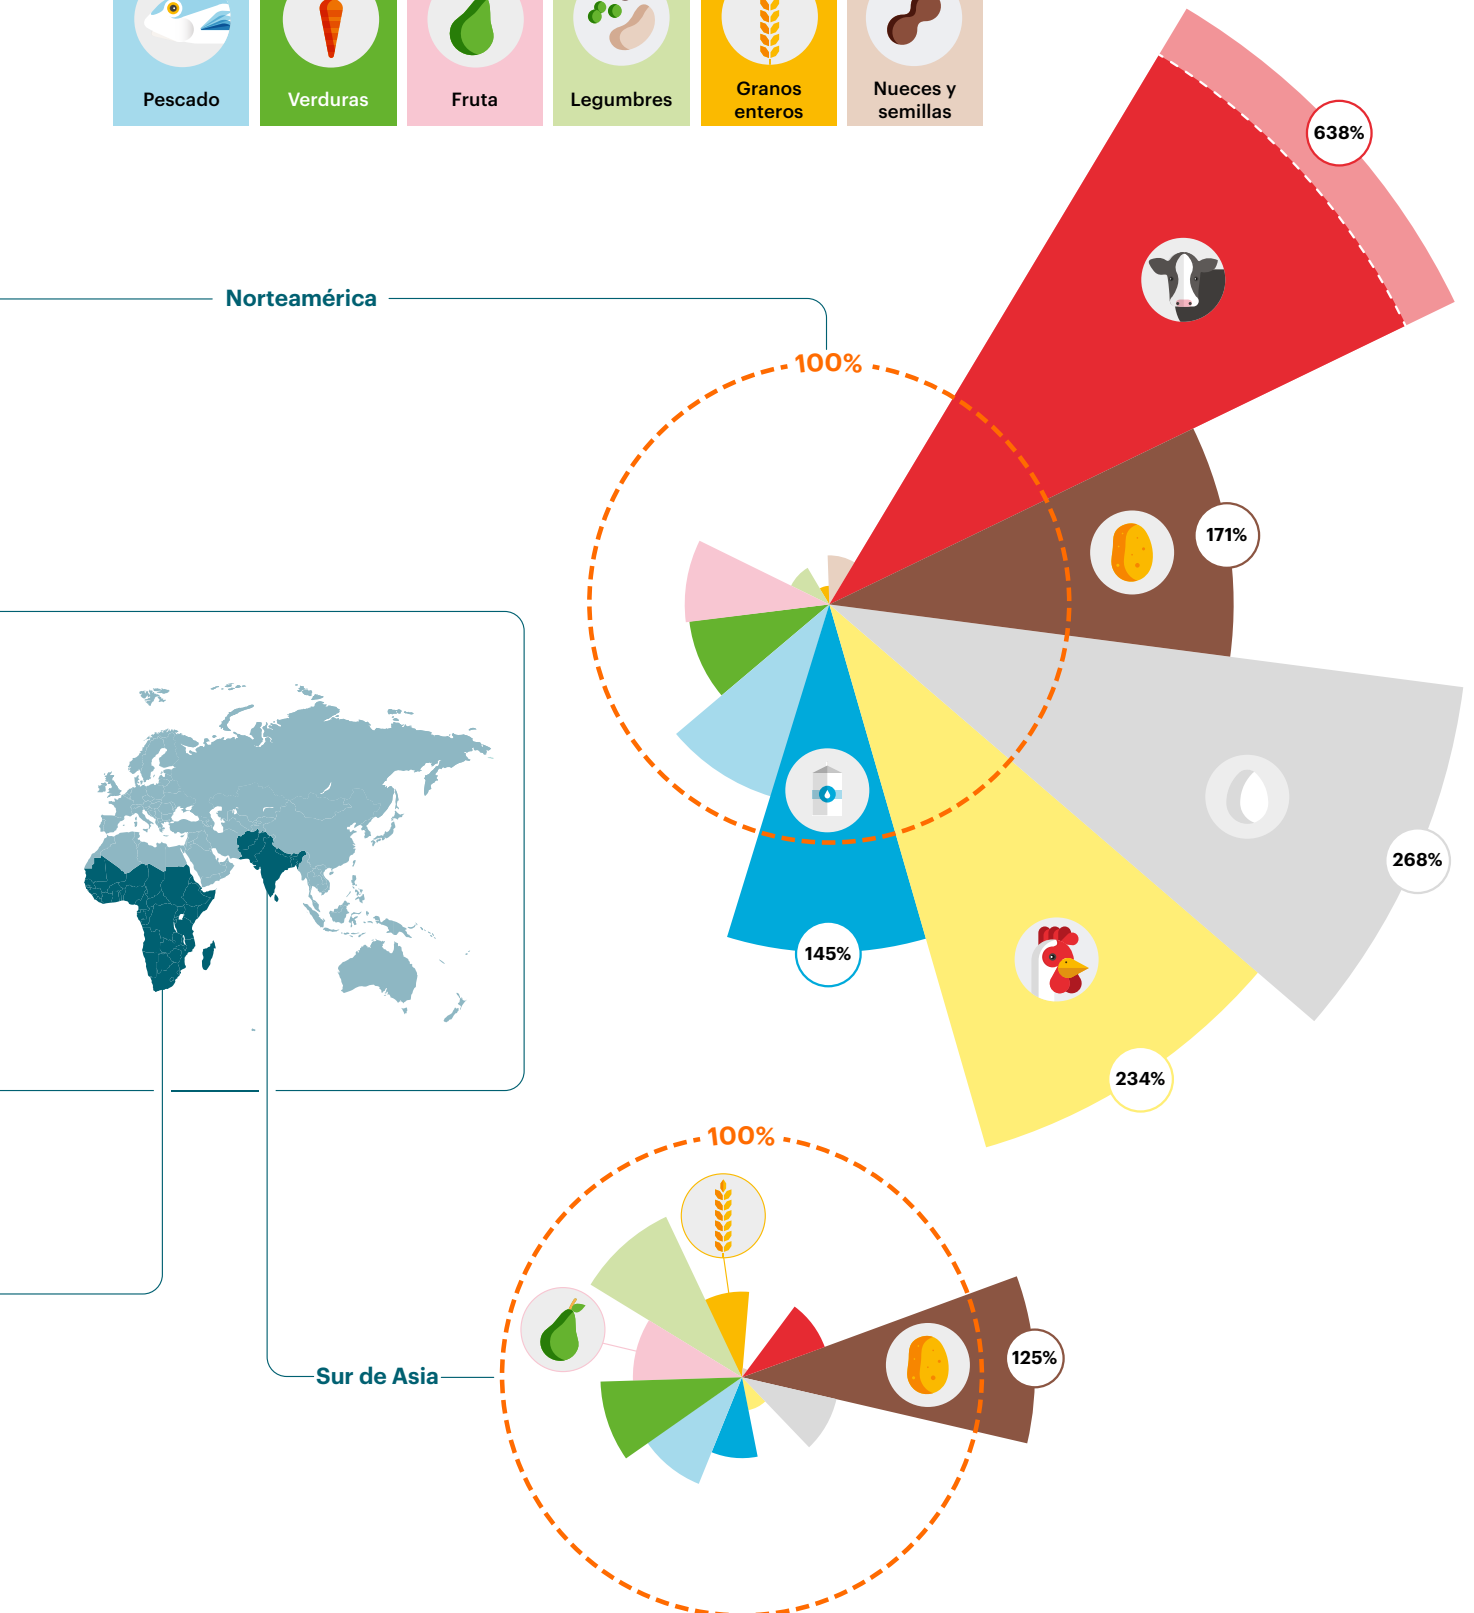 Pescado
Verduras
Fruta
Legumbres
Granos
enteros
Nueces y
semillas
638%
Norteamérica
100%
171%
268%
145%
234%
100%
125%
Sur de Asia